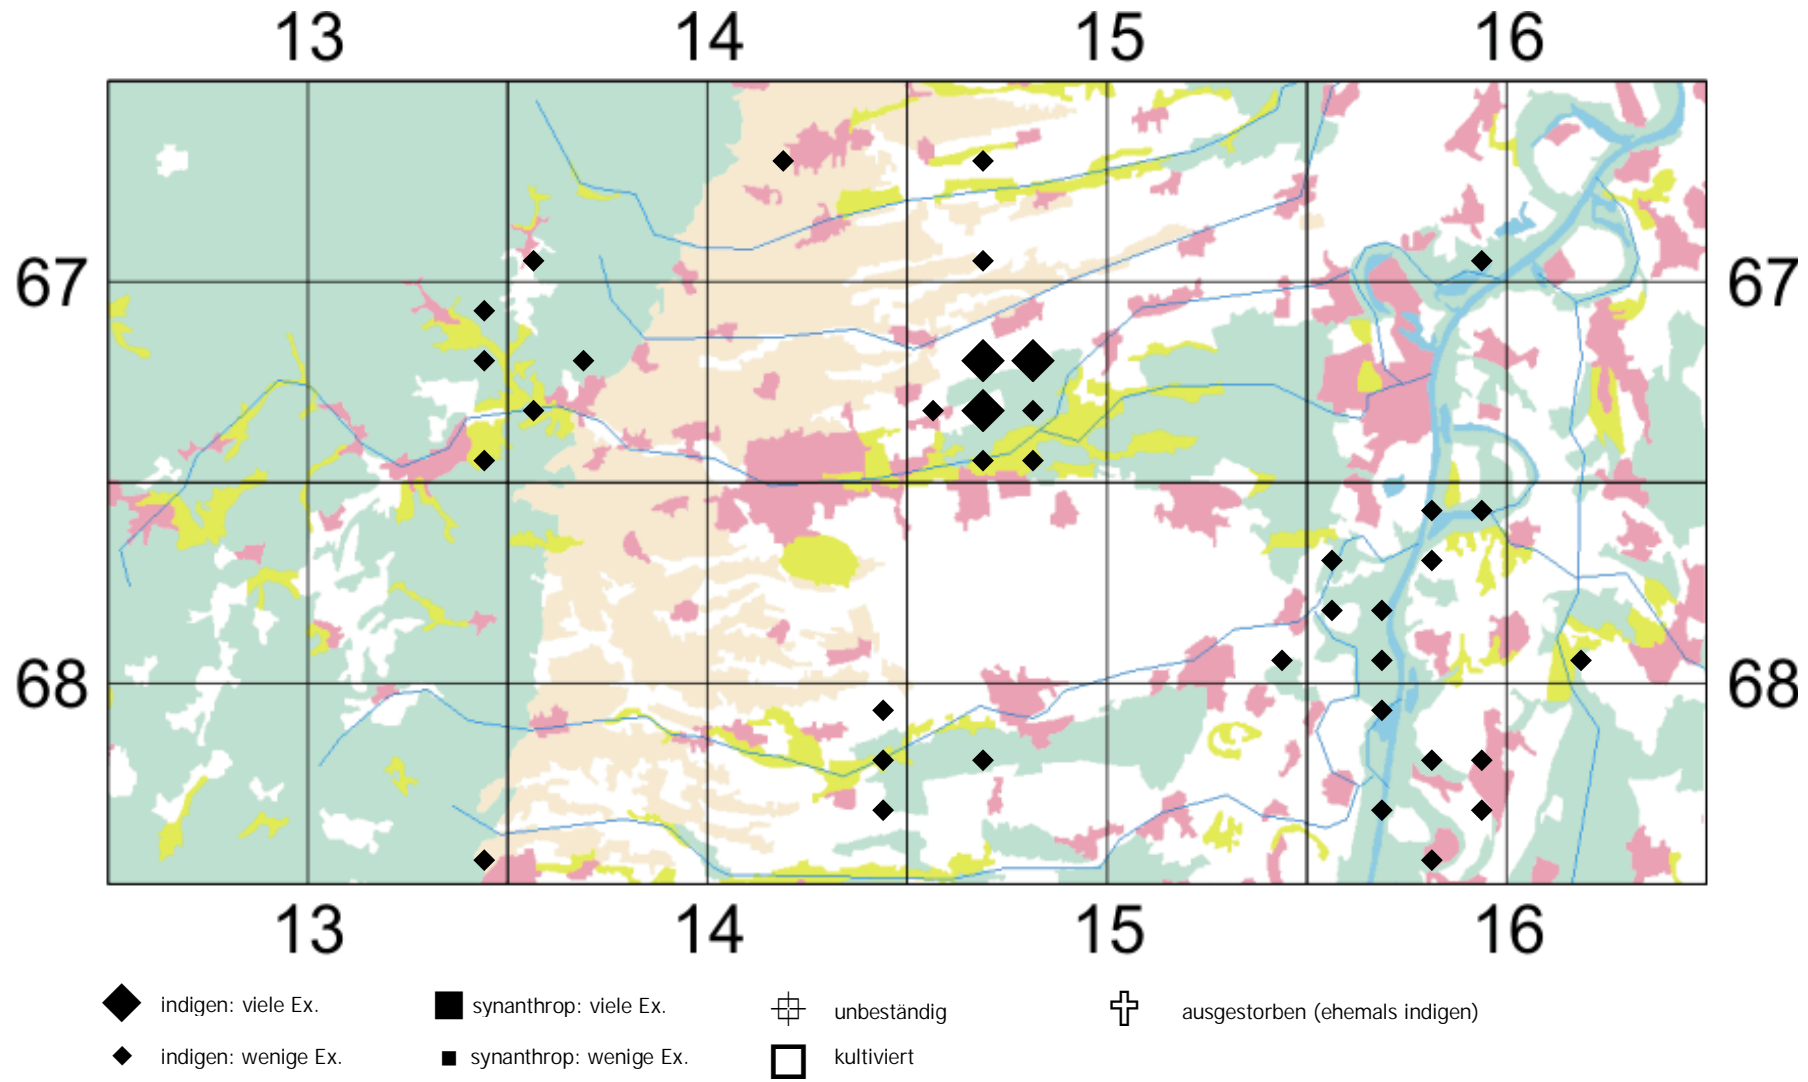 13 14 15 16
67 67
68 68
13 14 15 16
indigen: viele Ex. synanthrop: viele Ex. unbeständig ausgestorben (ehemals indigen)
indigen: wenige Ex. synanthrop: wenige Ex. kultiviert